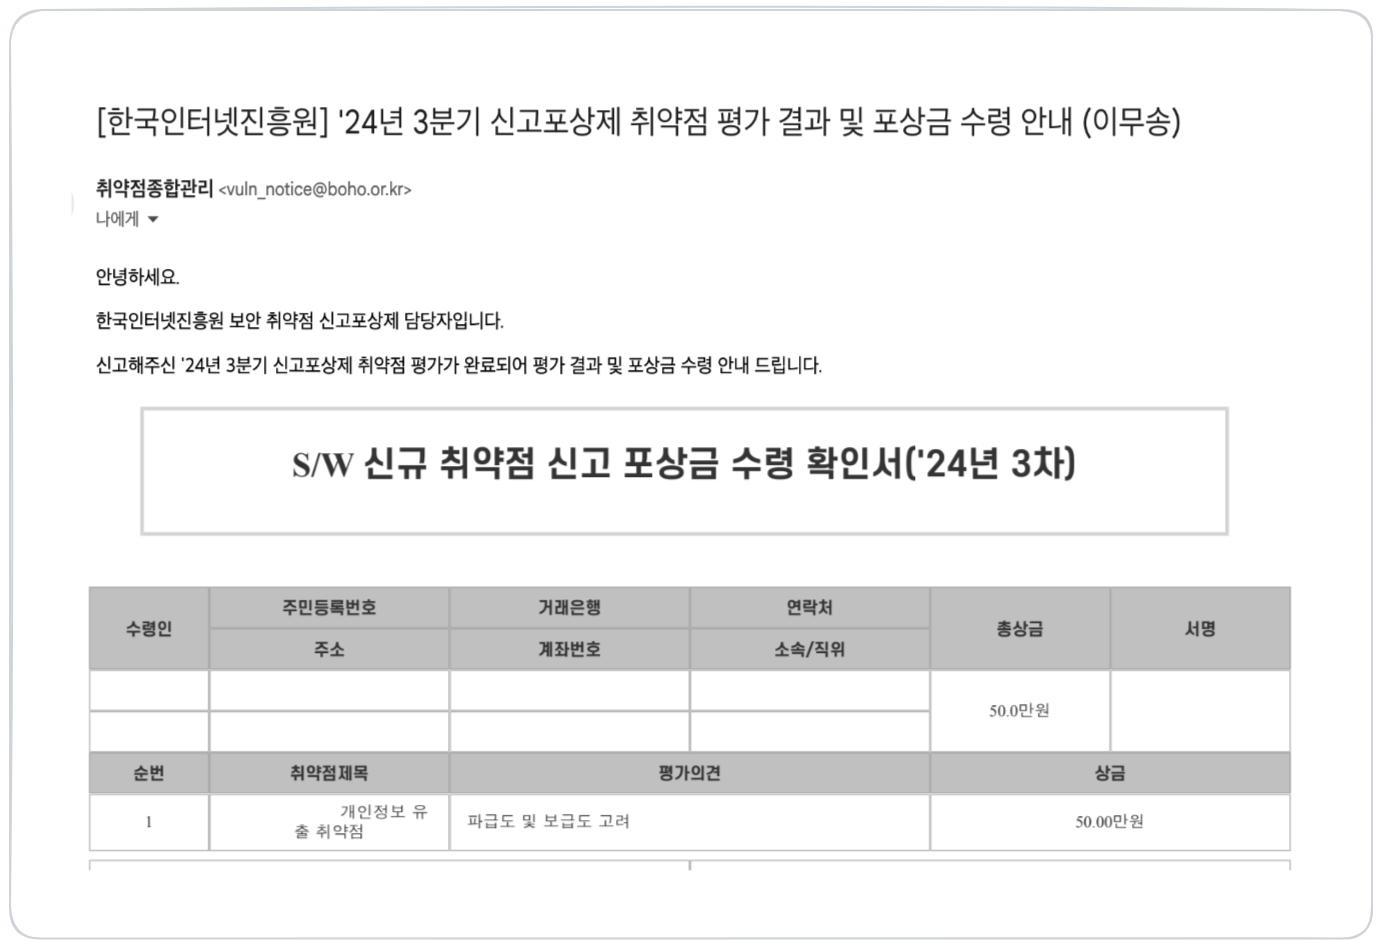 [한국인터넷진흥원] '24년 3분기 신고포상제 취약점 평가 결과 및 포상금 수령 안내 (이무송)
취약점종합관리 <vuln_notice@boho.or.kr>
나에게
안녕하세요.
한국인터넷진흥원 보안 취약점 신고포상제 담당자입니다.
신고해주신 '24년 3분기 신고포상제 취약점 평가가 완료되어 평가 결과 및 포상금 수령 안내 드립니다.
S/W 신규 취약점 신고 포상금 수령 확인서('24년 3차)
수령인 주민등록번호 거래은행 연락처 총상금 서명
주소 계좌번호 소속/직위
50.0만원
순번 취약점제목 평가의견 상금
1 개인정보 유 파급도 및 보급도 고려 50.00만원
출 취약점